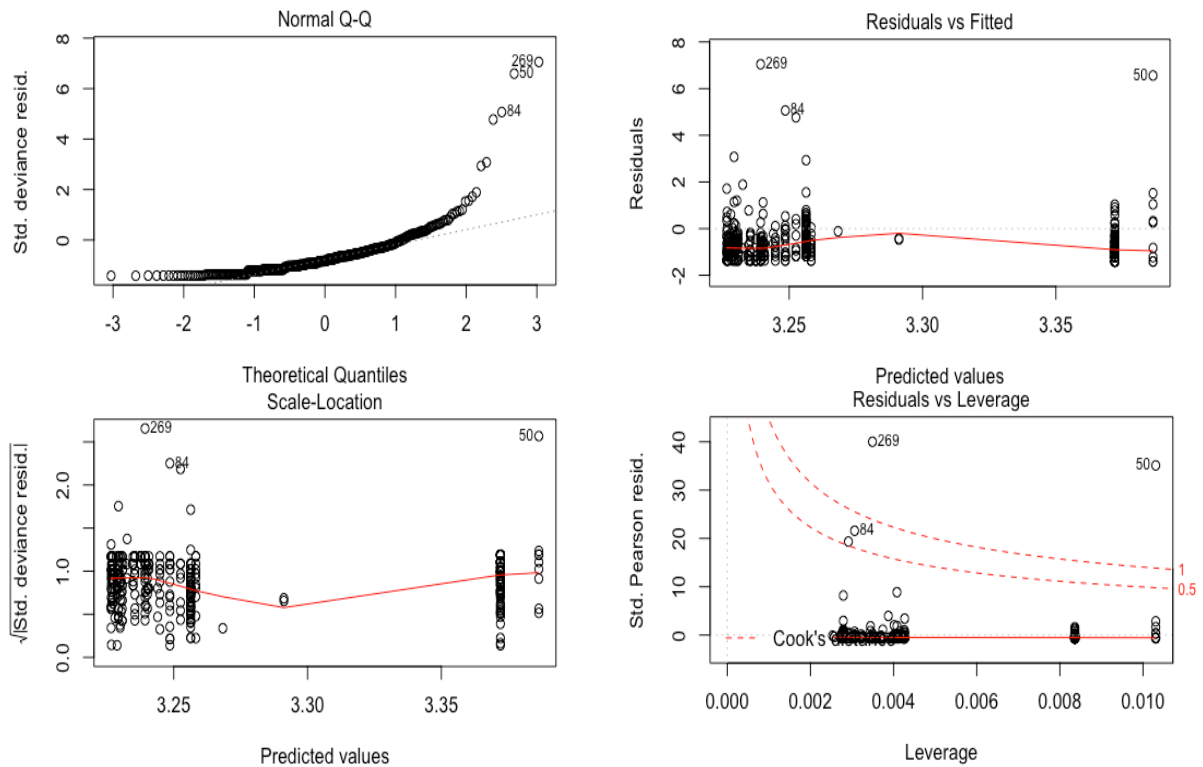 Normal Q-Q
Std. deviance resid.
8
6
4
2
0
269
50
84
-3 -2 -1 0 1 2 3
Theoretical Quantiles
Residuals vs Fitted
Residuals
8
6
4
2
0
-2
269
50
84
3.25 3.30 3.35
Predicted values
Scale-Location
√|Std. deviance resid.|
2.0
1.0
0.0
269
50
84
3.25 3.30 3.35
Predicted values
Residuals vs Leverage
Std. Pearson resid.
40
30
20
10
0
269
50
84
1
0.5
Cook's distance
0.000 0.002 0.004 0.006 0.008 0.010
Leverage